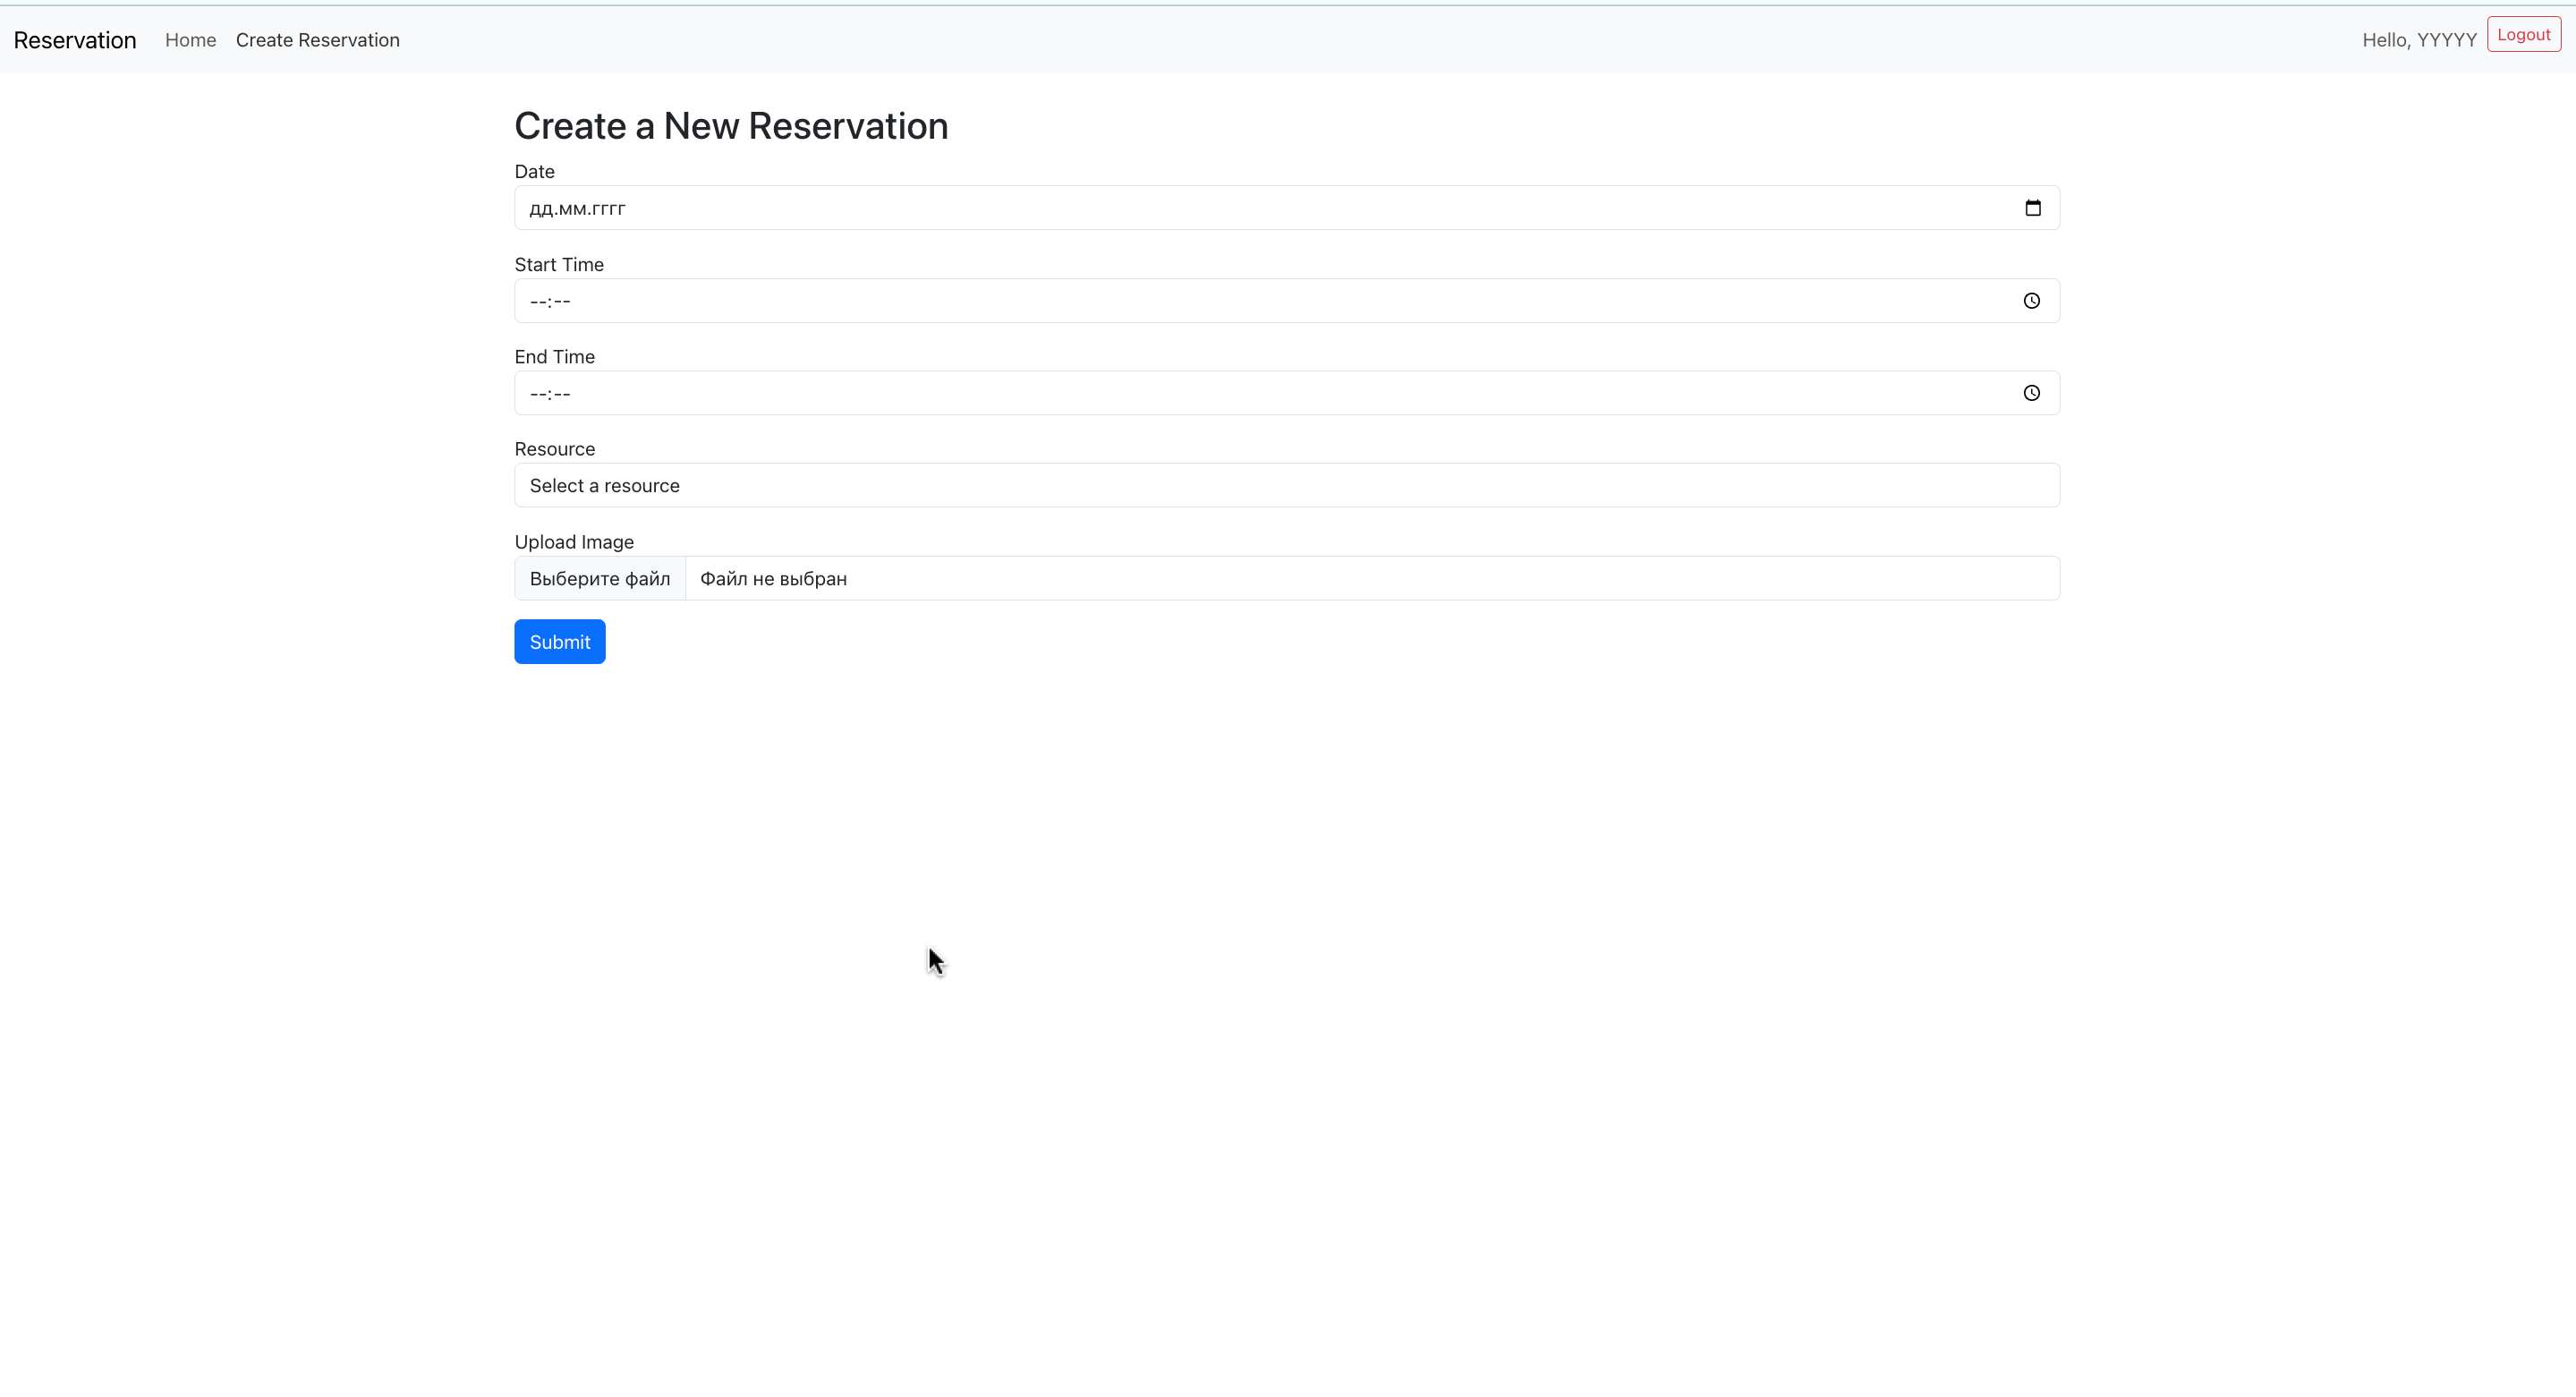 Reservation Home Create Reservation Hello, YYYYY Logout
Create a New Reservation
Date
дд.мм.гггг
Start Time
--:--
End Time
--:--
Resource
Select a resource
Upload Image
Выберите файл Файл не выбран
Submit